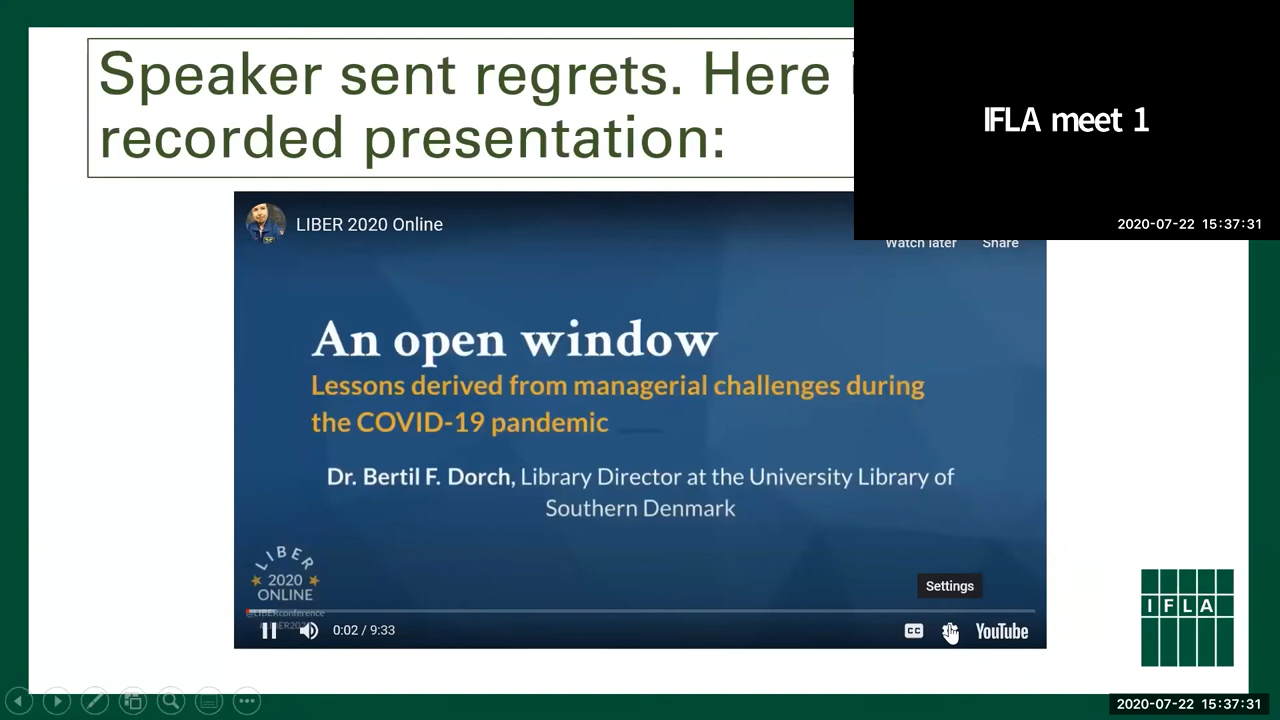 Speaker sent regrets. Here
recorded presentation:
IFLA meet 1
2020-07-22 15:37:31
LIBER 2020 Online
Watch later
Share
An open window
Lessons derived from managerial challenges during
the COVID-19 pandemic
Dr. Bertil F. Dorch, Library Director at the University Library of
Southern Denmark
LIBER
2020
ONLINE
@LIBERconference
Settings
0:02 / 9:33
CC
YouTube
IFLA
2020-07-22 15:37:31